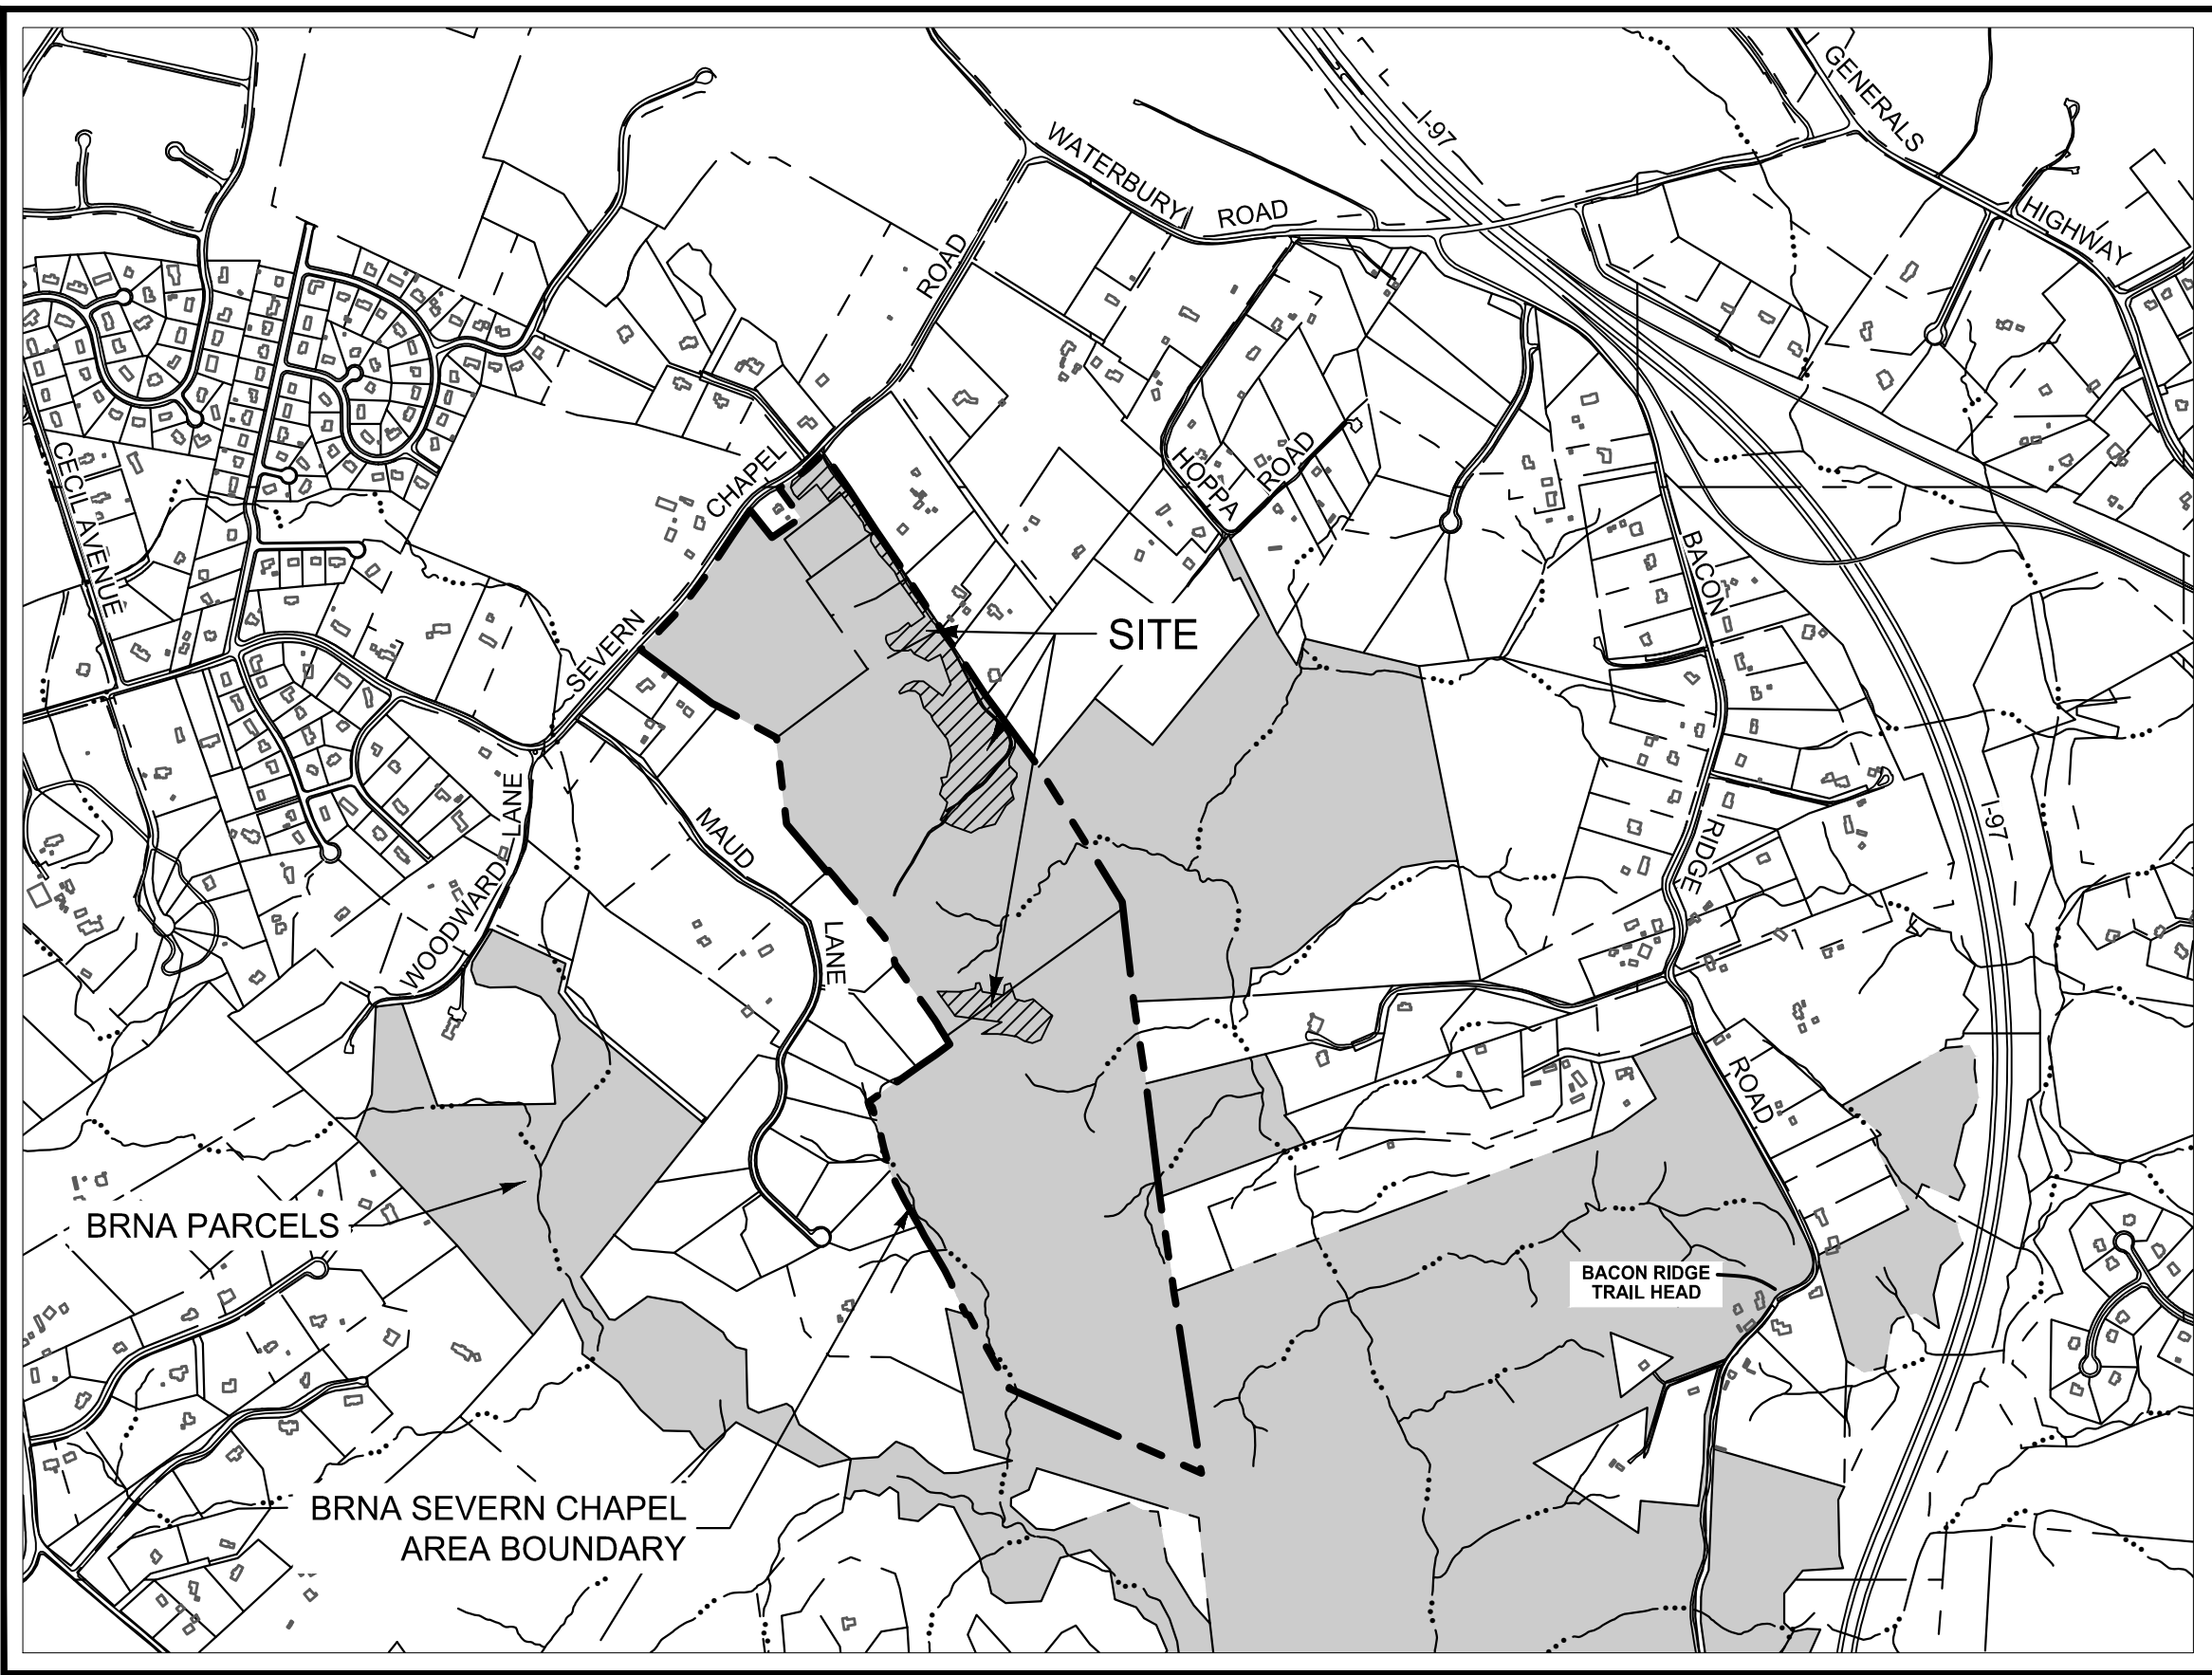 GENERALS
HIGHWAY
I-97
WATERBURY
ROAD
ROAD
CHAPEL
SEVERN
HOPPA
ROAD
CECIL AVENUE
SITE
BACON
RIDGE
ROAD
I-97
MAUD
LANE
WOODWARD LANE
BRNA PARCELS
BACON RIDGE
TRAIL HEAD
BRNA SEVERN CHAPEL
AREA BOUNDARY